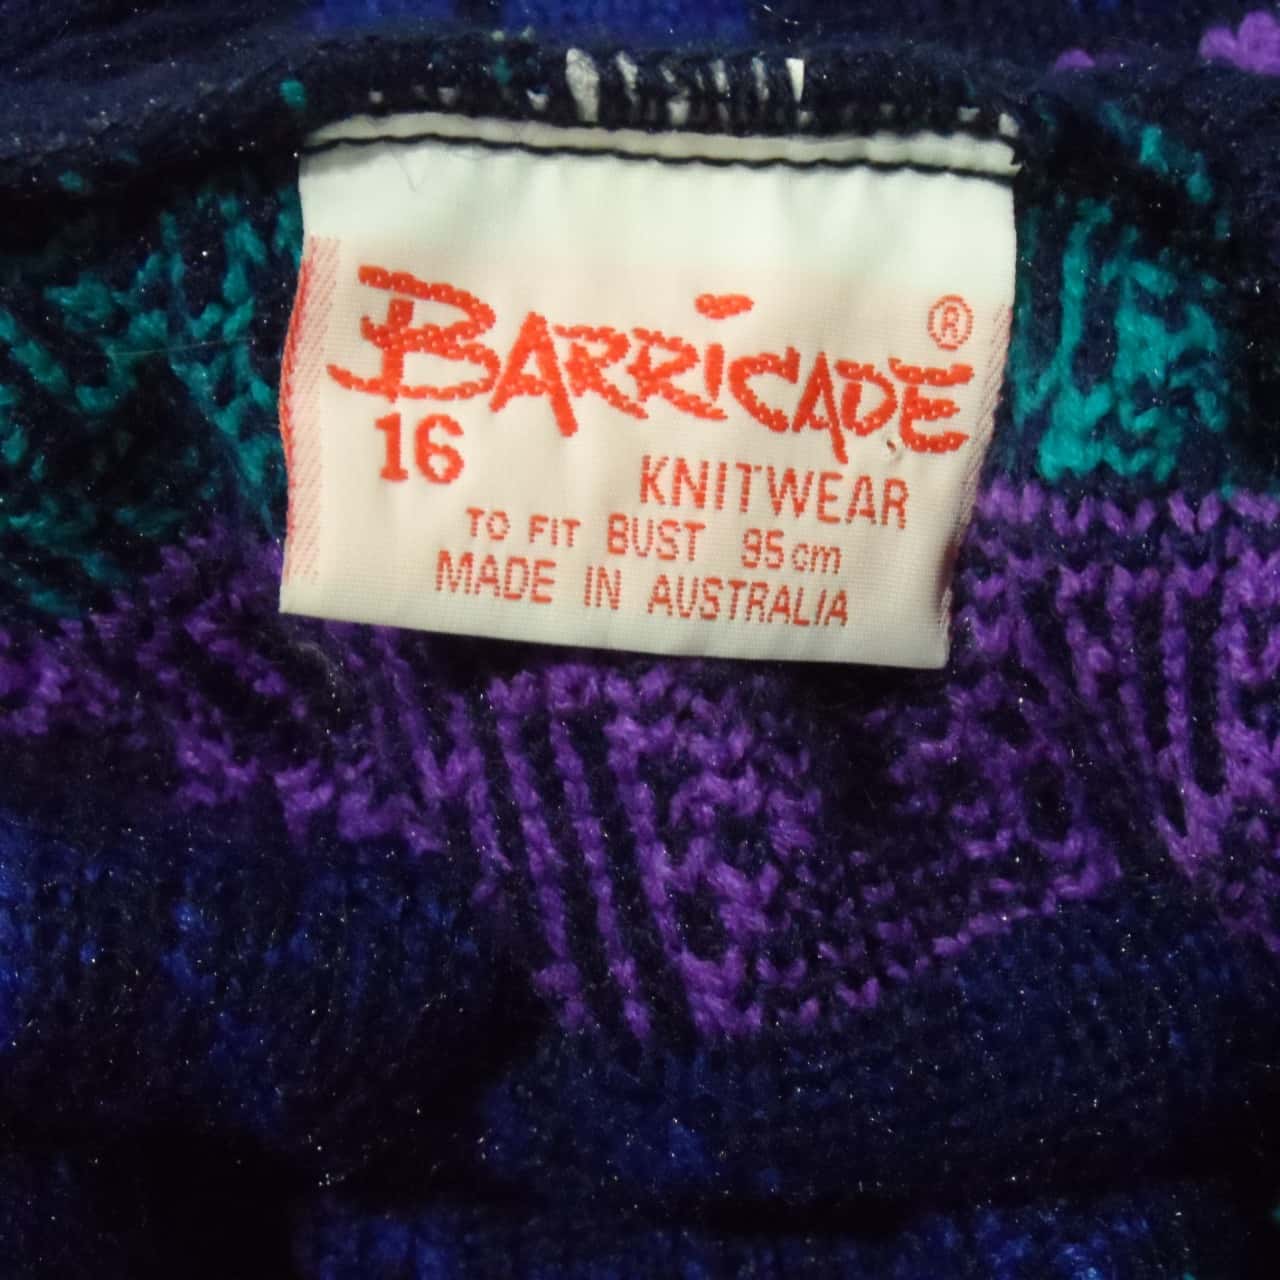 BARRICADE ®
16
KNITWEAR
TO FIT BUST 95cm
MADE IN AUSTRALIA